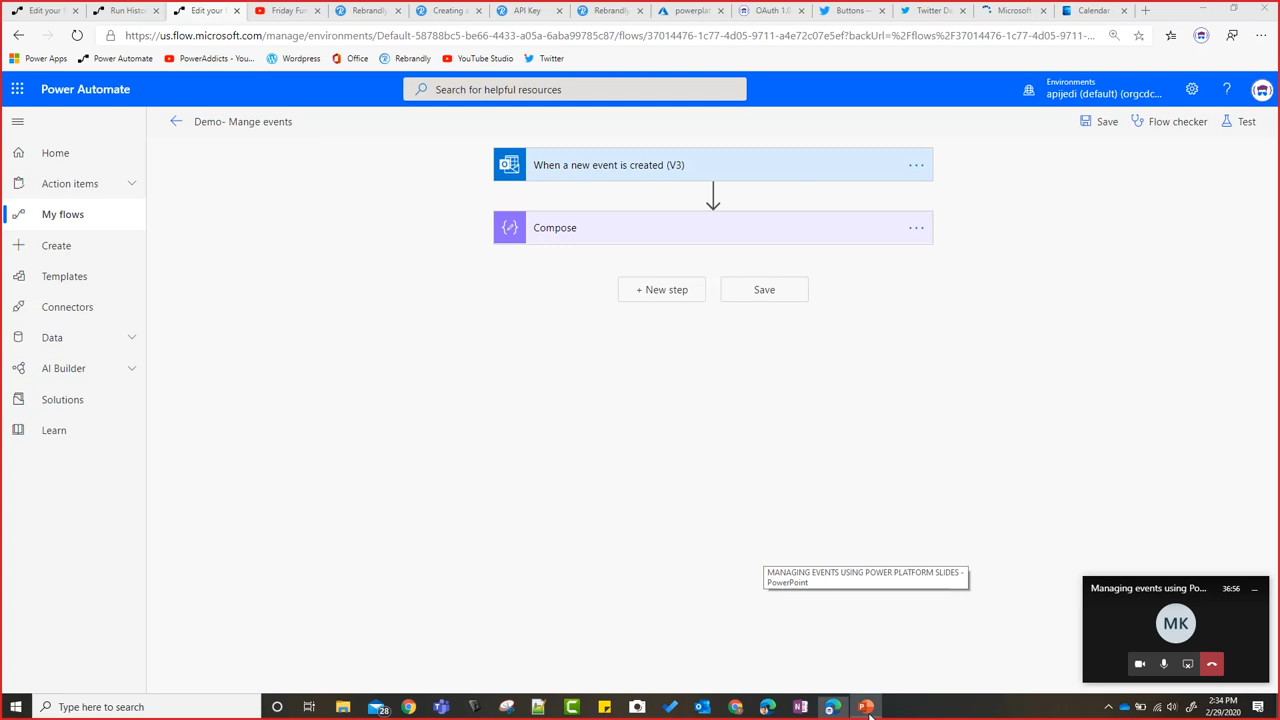 Edit your f
Run Histo
Edit your f
Friday Fun
Rebrandly
Creating a
API Key
Rebrandly
powerplat
OAuth 1.0
Buttons —
Twitter De
Microsoft
Calendar
https://us.flow.microsoft.com/manage/environments/Default-58788bc5-be66-4433-a05a-6aba99785c87/flows/37014476-1c77-4d05-9711-a4e72c07e5ef?backUrl=%2Fflows%2F37014476-1c77-4d05-9711-...
Power Apps
Power Automate
PowerAddicts - You...
Wordpress
Office
Rebrandly
YouTube Studio
Twitter
Power Automate
Search for helpful resources
Environments
apijedi (default) (orgcdc...
Demo- Mange events
Save
Flow checker
Test
Home
Action items
My flows
Create
Templates
Connectors
Data
AI Builder
Solutions
Learn
When a new event is created (V3)
Compose
+ New step
Save
MANAGING EVENTS USING POWER PLATFORM SLIDES -
PowerPoint
Managing events using Po...
36:56
MK
Type here to search
28
2:34 PM
2/29/2020